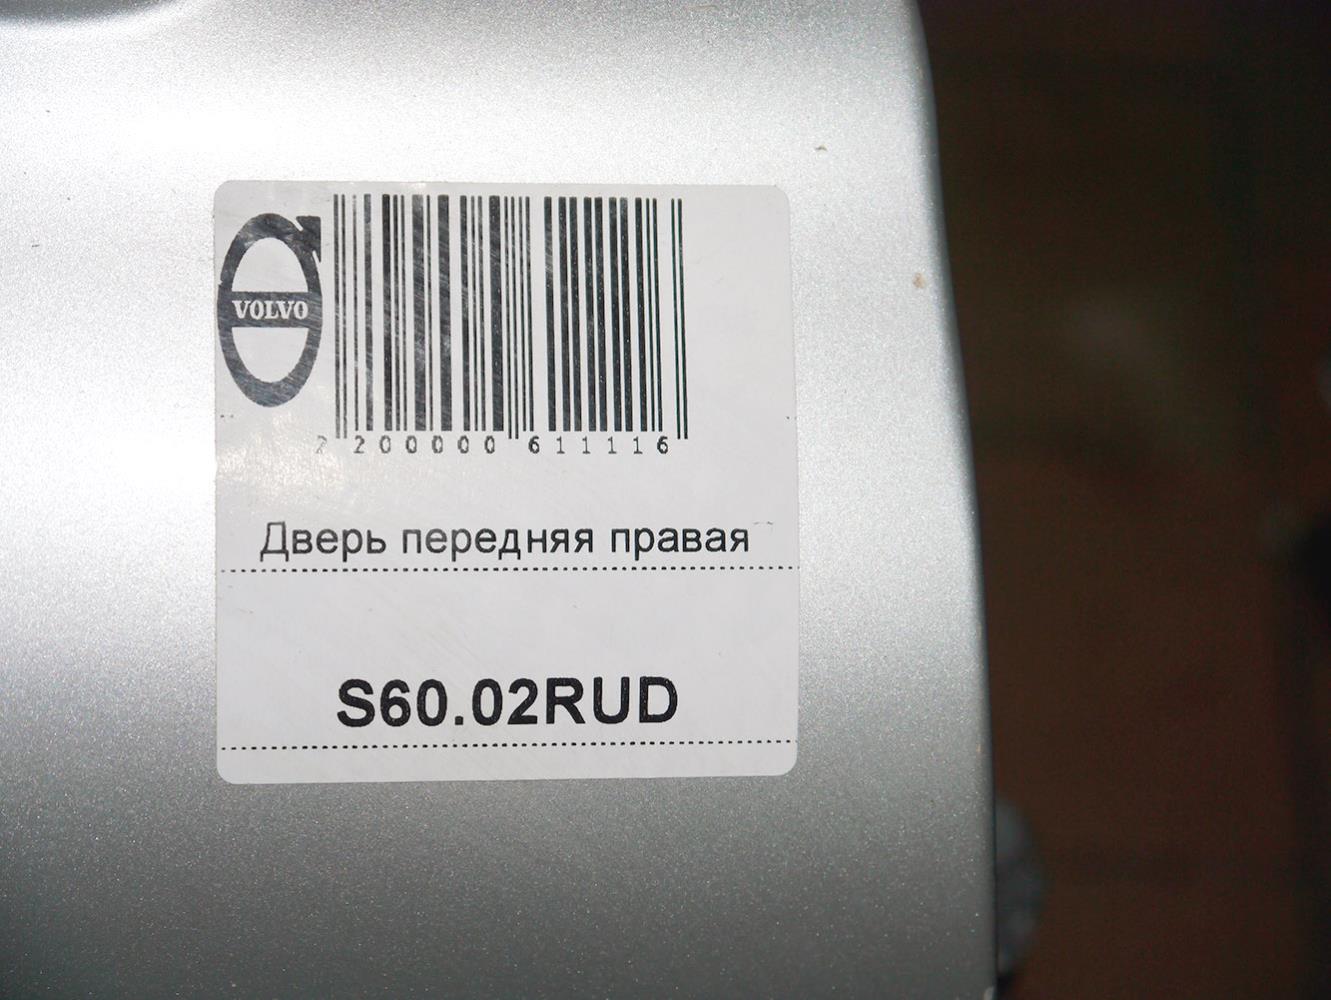 VOLVO
2 200000 611116
Дверь передняя правая
S60.02RUD